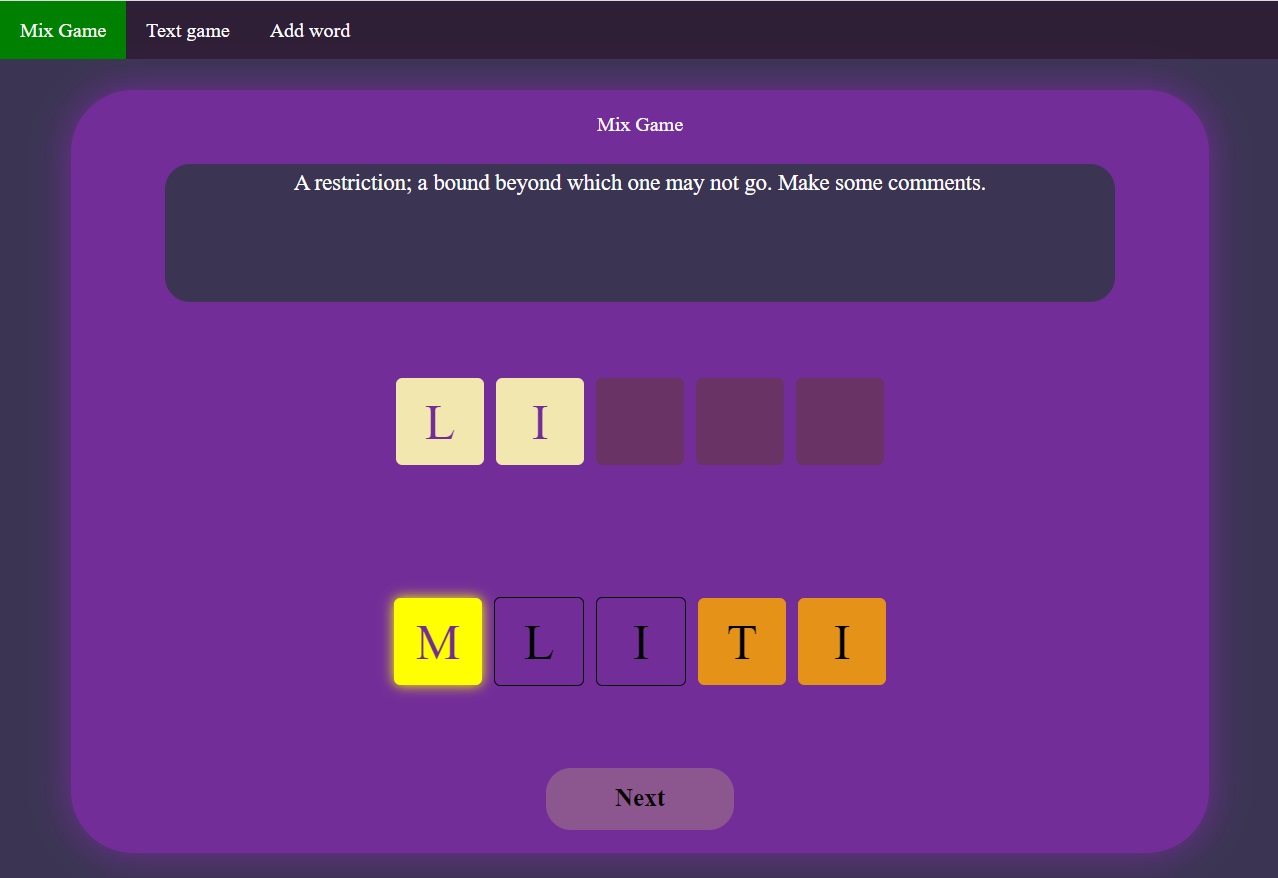 Mix Game Text game Add word
Mix Game
A restriction; a bound beyond which one may not go. Make some comments.
L I
M L I T I
Next